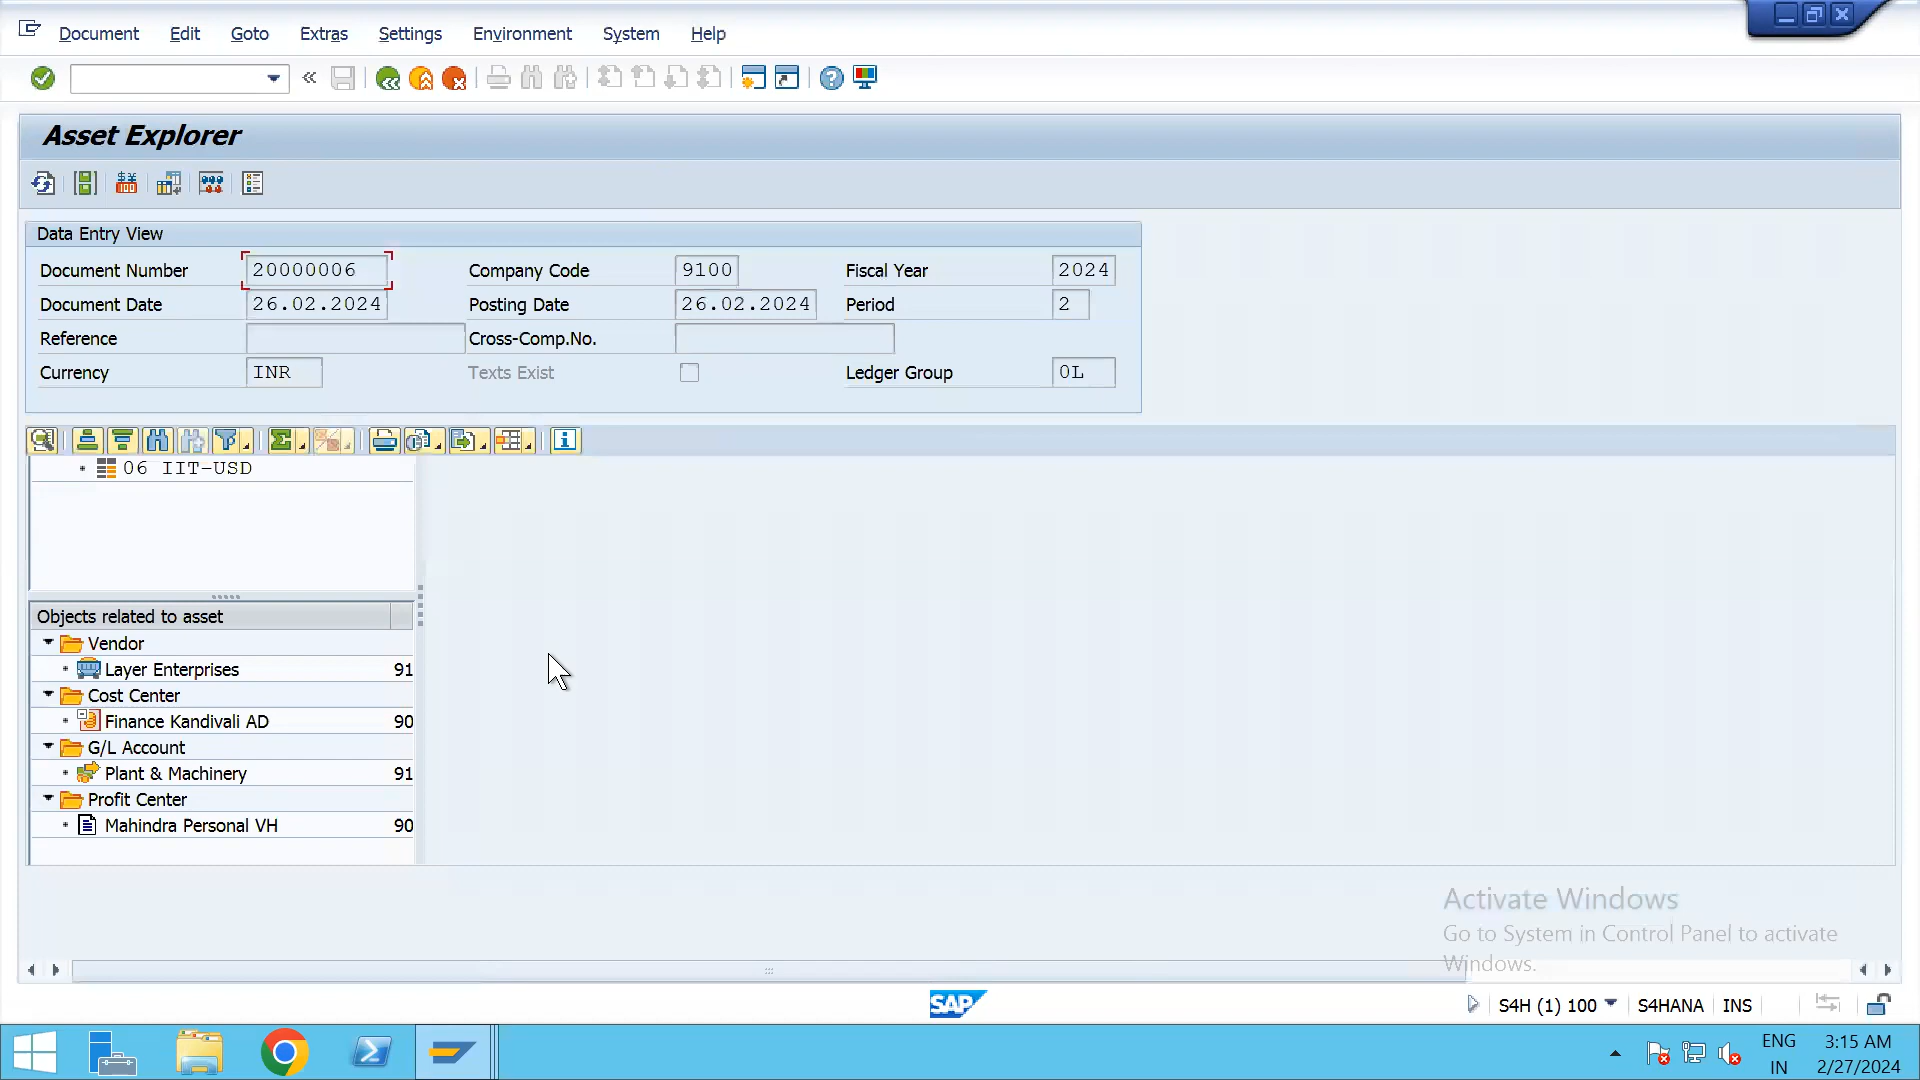 Document Edit Goto Extras Settings Environment System Help
Asset Explorer
Data Entry View
Document Number 20000006 Company Code 9100 Fiscal Year 2024
Document Date 26.02.2024 Posting Date 26.02.2024 Period 2
Reference Cross-Comp.No.
Currency INR Texts Exist Ledger Group 0L
06 IIT-USD
Objects related to asset
Vendor
Layer Enterprises 91
Cost Center
Finance Kandivali AD 90
G/L Account
Plant & Machinery 91
Profit Center
Mahindra Personal VH 90
Activate Windows
Go to System in Control Panel to activate
Windows.
SAP S4H (1) 100 S4HANA INS
ENG 3:15 AM
IN 2/27/2024